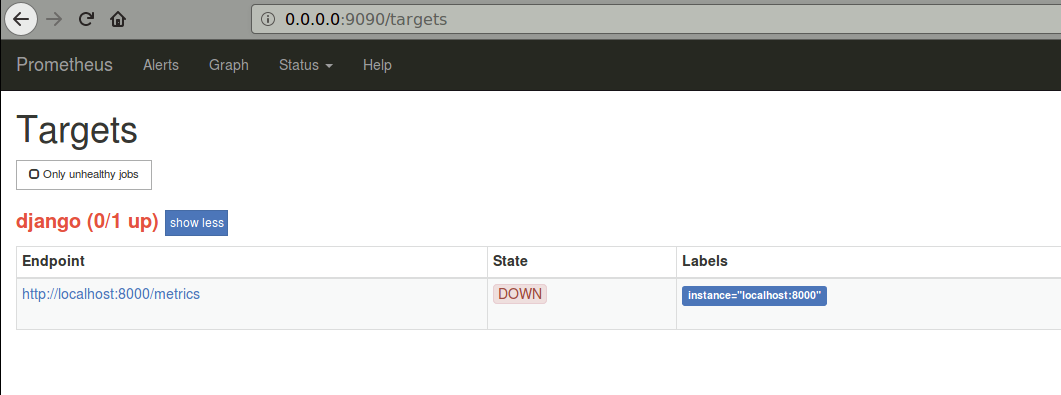 0.0.0.0:9090/targets
Prometheus Alerts Graph Status Help
Targets
Only unhealthy jobs
django (0/1 up) show less
Endpoint State Labels
http://localhost:8000/metrics DOWN instance="localhost:8000"